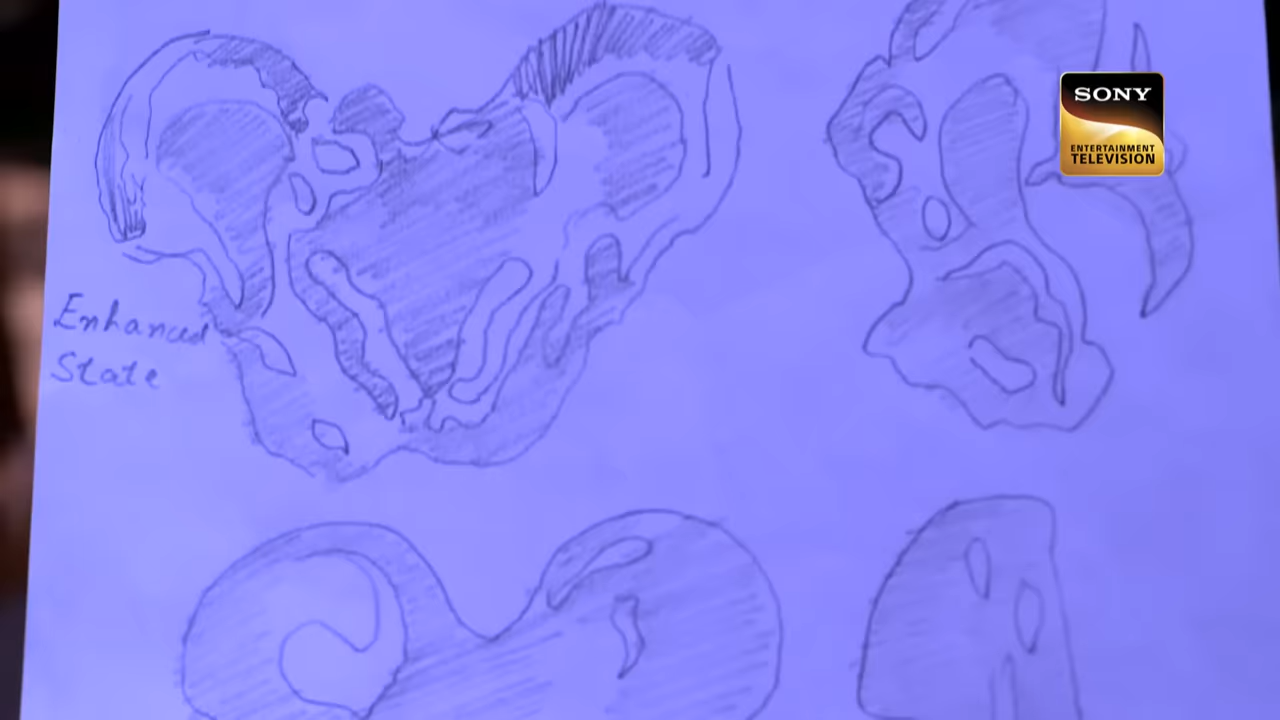 SONY
ENTERTAINMENT
TELEVISION
Enhanced
State